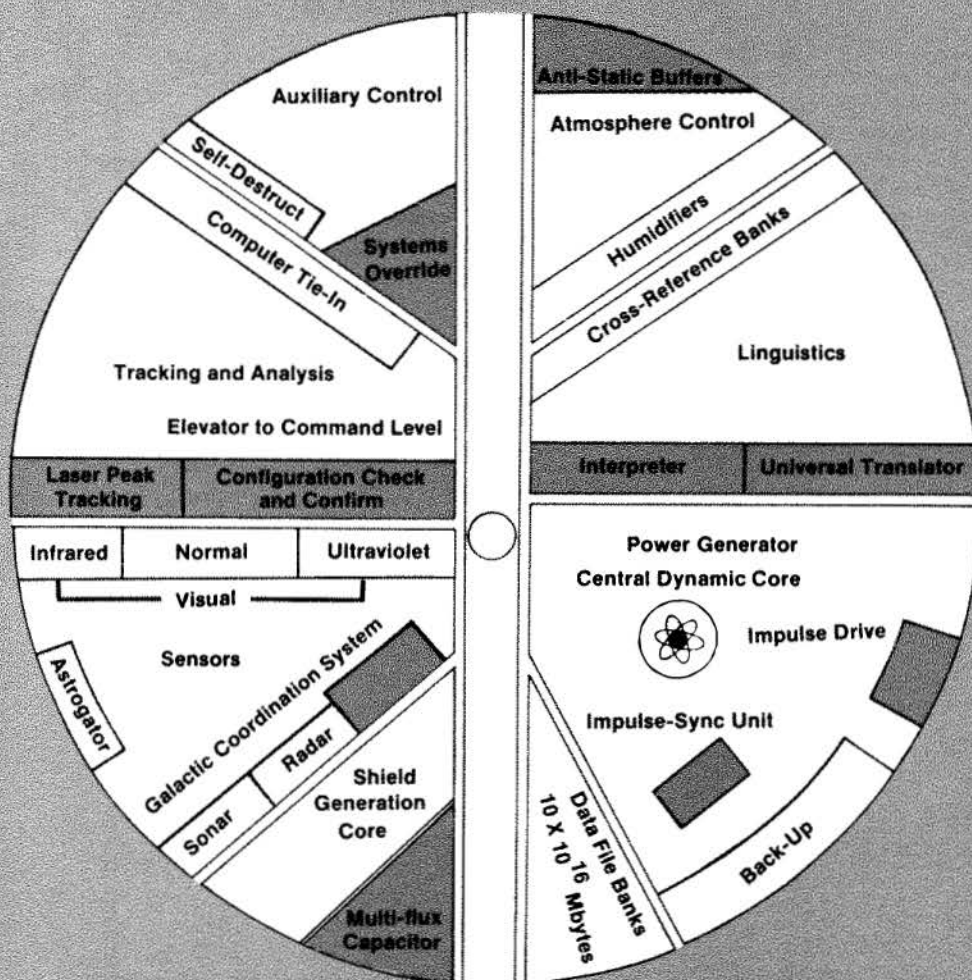 Auxiliary Control
Self-Destruct
Systems
Override
Computer Tie-In
Tracking and Analysis
Elevator to Command Level
Laser Peak
Tracking
Configuration Check
and Confirm
Anti-Static Buffers
Atmosphere Control
Humidifiers
Cross-Reference Banks
Linguistics
Interpreter
Universal Translator
Infrared
Normal
Ultraviolet
Visual
Sensors
Astrogator
Galactic Coordination System
Radar
Sonar
Shield
Generation
Core
Multi-flux
Capacitor
Power Generator
Central Dynamic Core
Impulse Drive
Impulse-Sync Unit
Back-Up
Data File Banks
10 X 10^16 Mbytes